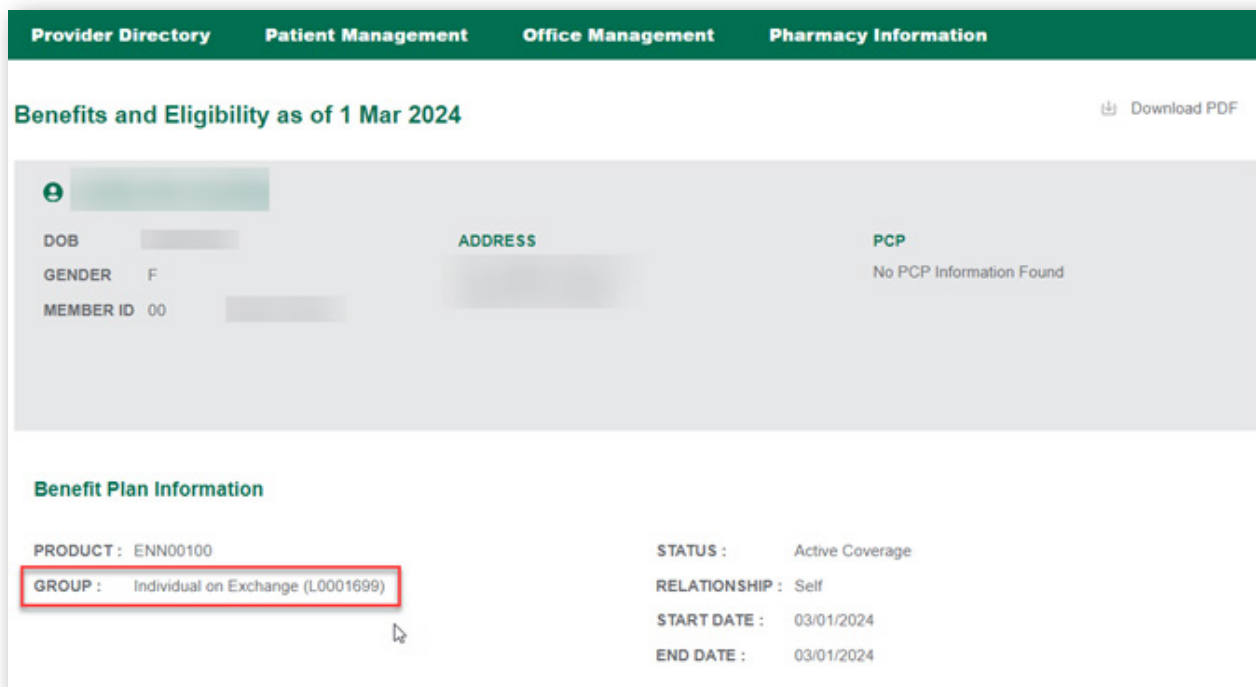 Provider Directory Patient Management Office Management Pharmacy Information
Benefits and Eligibility as of 1 Mar 2024
Download PDF
DOB
GENDER F
MEMBER ID 00
ADDRESS
PCP
No PCP Information Found
Benefit Plan Information
PRODUCT : ENN00100
GROUP : Individual on Exchange (L0001699)
STATUS : Active Coverage
RELATIONSHIP : Self
START DATE : 03/01/2024
END DATE : 03/01/2024